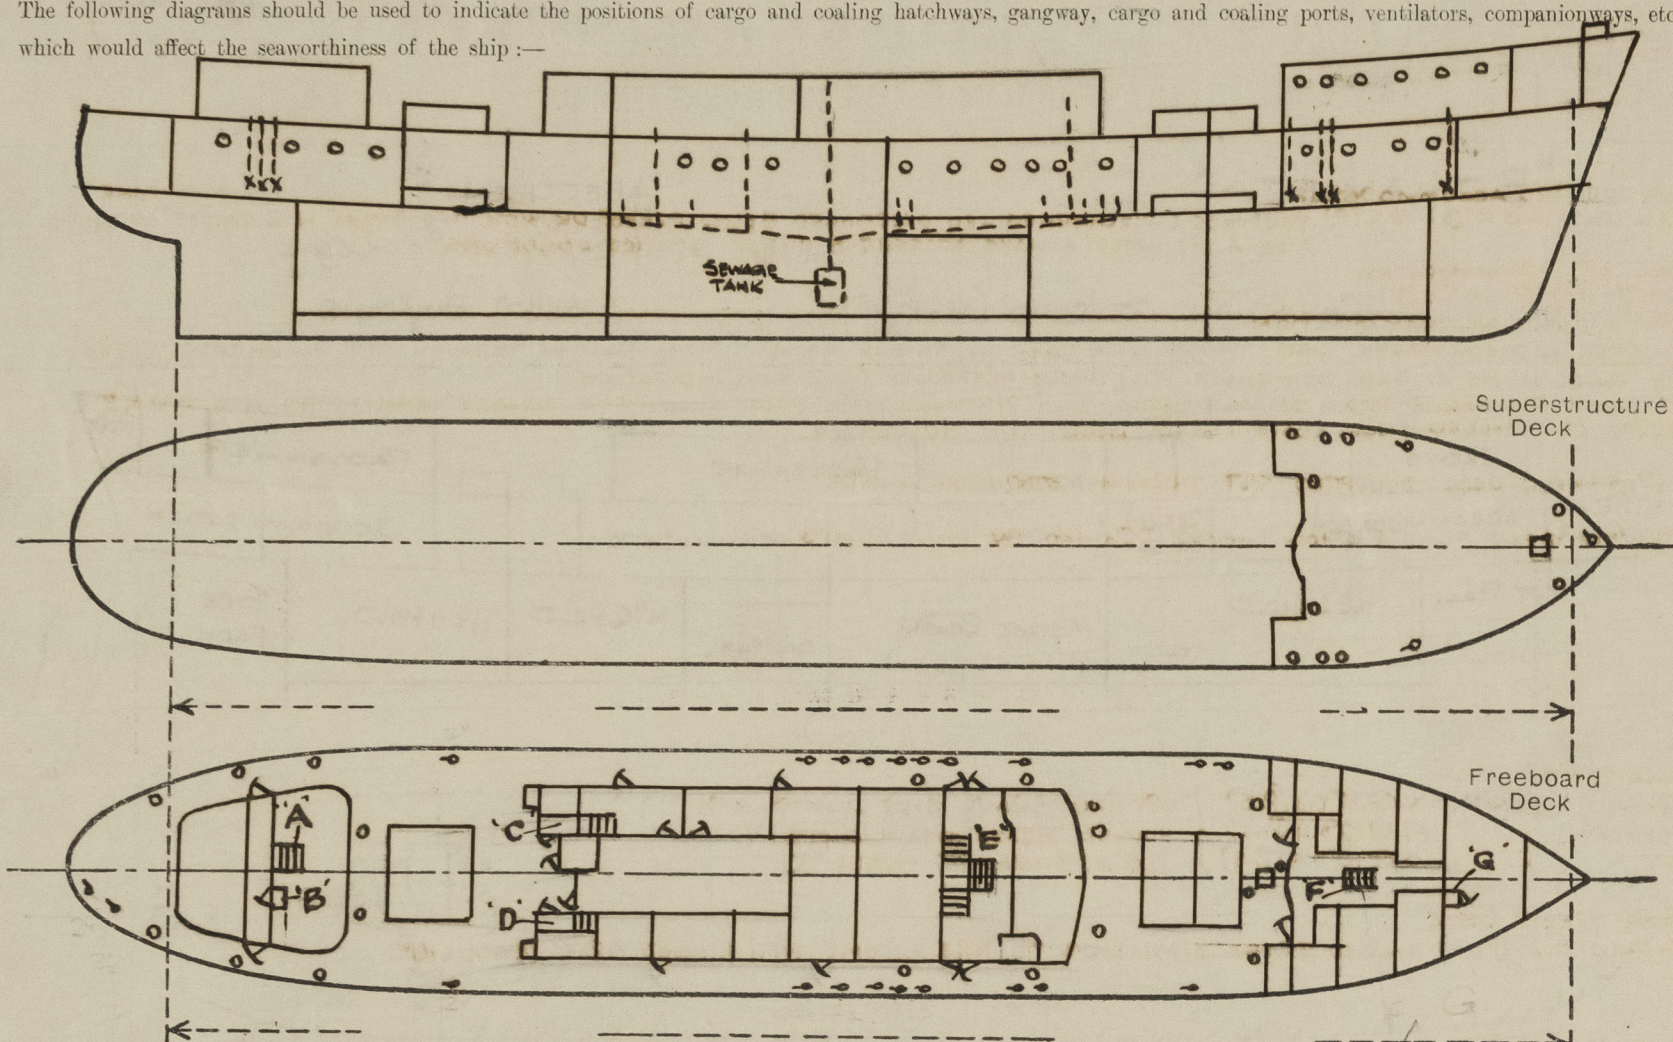 The following diagrams should be used to indicate the positions of cargo and coaling hatchways, gangway, cargo and coaling ports, ventilators, companionways, etc
which would affect the seaworthiness of the ship :—
SEWAGE
TANK
Superstructure
Deck
Freeboard
Deck
'A'
'B'
'C'
'D'
'E'
'F'
'G'